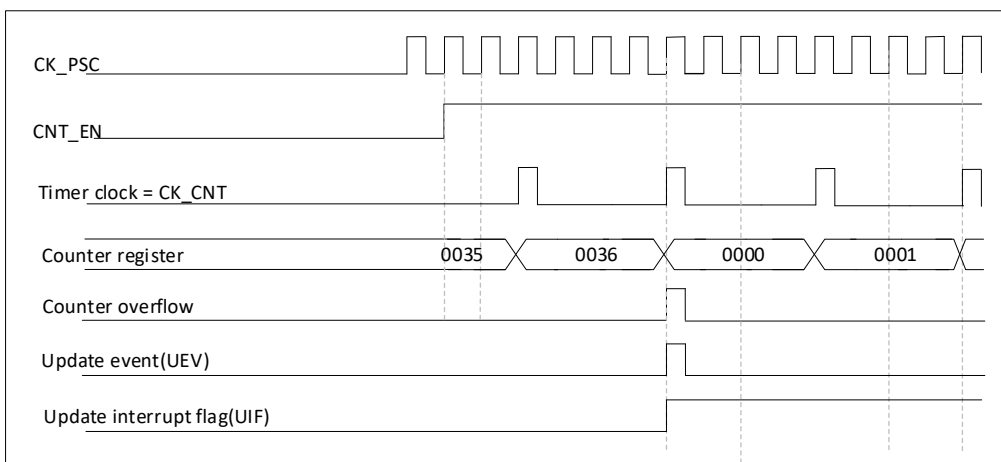 CK_PSC
CNT_EN
Timer clock = CK_CNT
Counter register 0035 0036 0000 0001
Counter overflow
Update event(UEV)
Update interrupt flag(UIF)